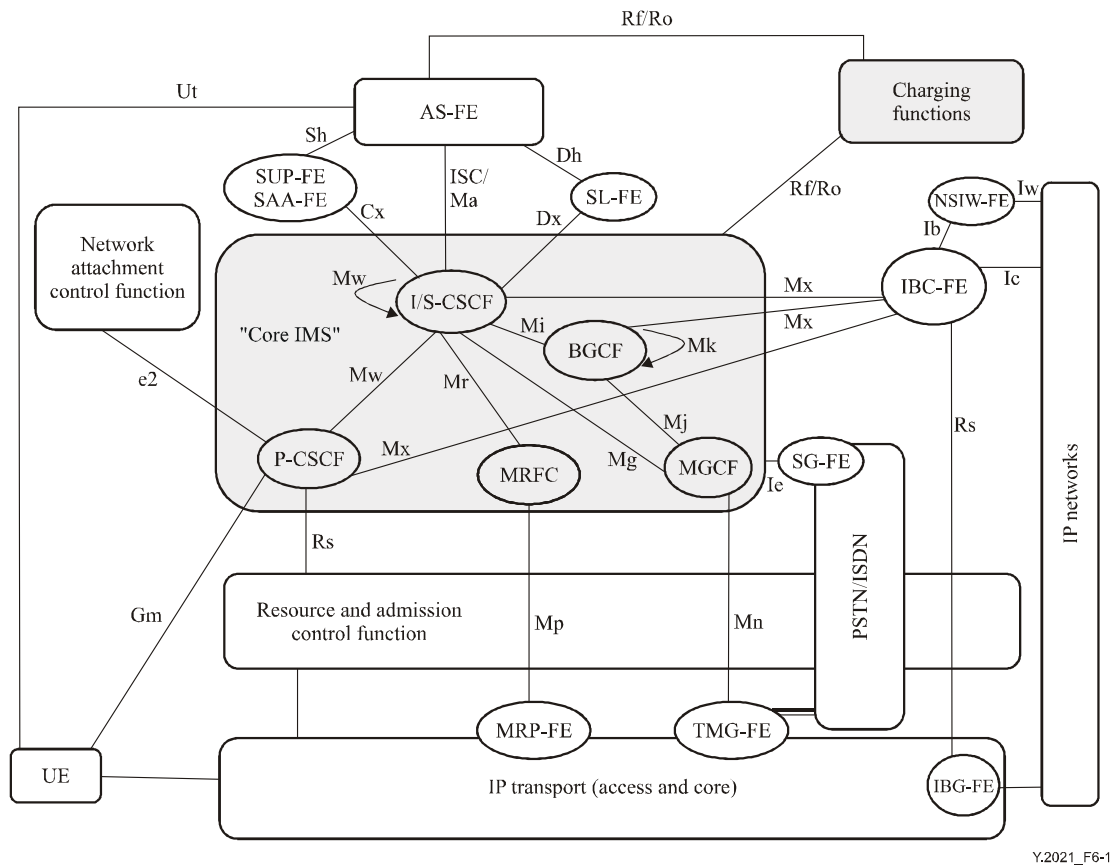 Rf/Ro
Ut
AS-FE
Charging
functions
Sh
Dh
SUP-FE
SAA-FE
ISC/
Ma
SL-FE
Rf/Ro
NSIW-FE
Iw
Cx
Dx
Ib
Network
attachment
control function
Mw
I/S-CSCF
Mx
IBC-FE
Ic
"Core IMS"
Mi
Mx
BGCF
Mk
e2
Mw
Mr
Mj
Rs
P-CSCF
Mx
MRFC
Mg
MGCF
Ie
SG-FE
IP networks
Rs
PSTN/ISDN
Gm
Resource and admission
control function
Mp
Mn
MRP-FE
TMG-FE
UE
IP transport (access and core)
IBG-FE
Y.2021_F6-1